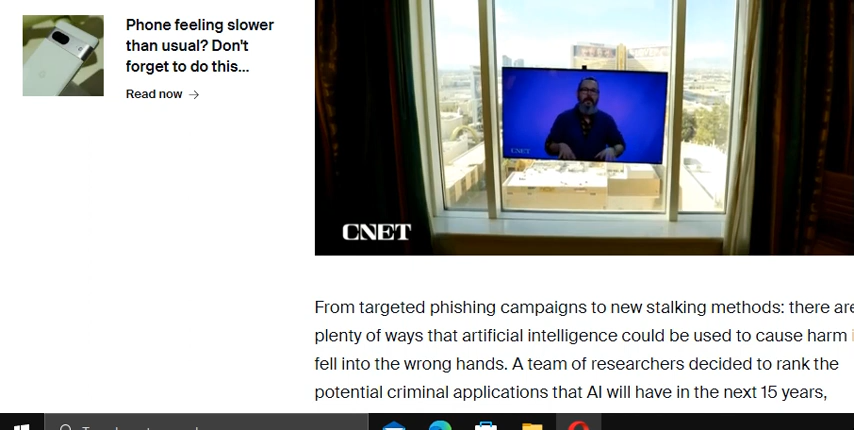 Phone feeling slower
than usual? Don't
forget to do this...
Read now →
CNET
CNET
From targeted phishing campaigns to new stalking methods: there are
plenty of ways that artificial intelligence could be used to cause harm
fell into the wrong hands. A team of researchers decided to rank the
potential criminal applications that AI will have in the next 15 years,